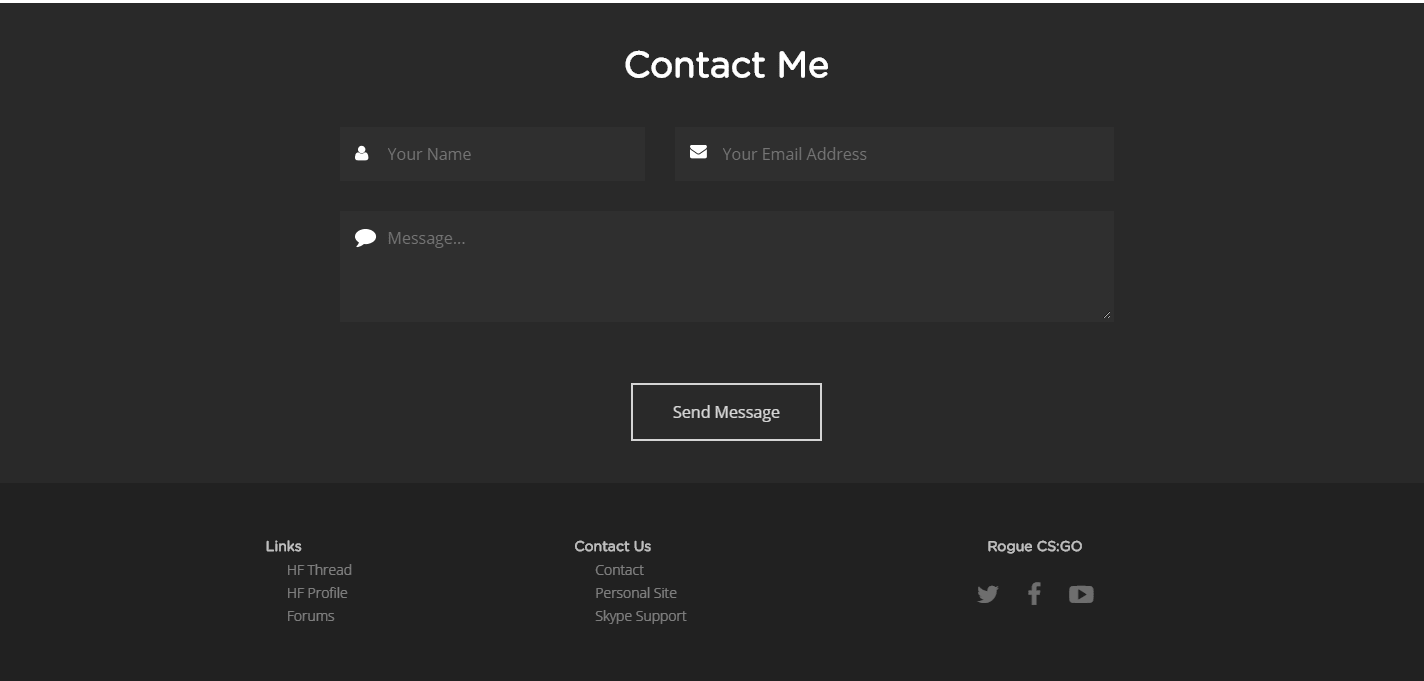 Contact Me
Your Name
Your Email Address
Message...
Send Message
Links
HF Thread
HF Profile
Forums
Contact Us
Contact
Personal Site
Skype Support
Rogue CS:GO